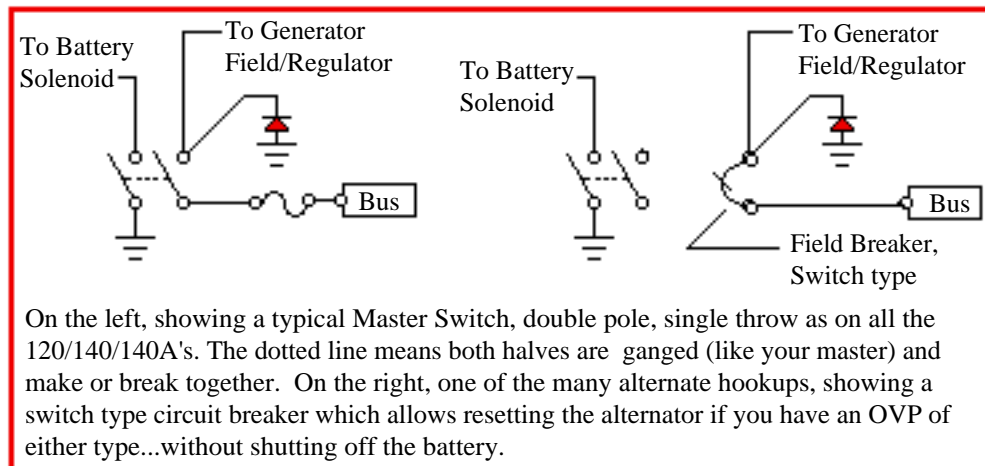 To Battery
Solenoid
To Generator
Field/Regulator
Bus
To Battery
Solenoid
To Generator
Field/Regulator
Bus
Field Breaker,
Switch type
On the left, showing a typical Master Switch, double pole, single throw as on all the
120/140/140A's. The dotted line means both halves are ganged (like your master) and
make or break together. On the right, one of the many alternate hookups, showing a
switch type circuit breaker which allows resetting the alternator if you have an OVP of
either type...without shutting off the battery.